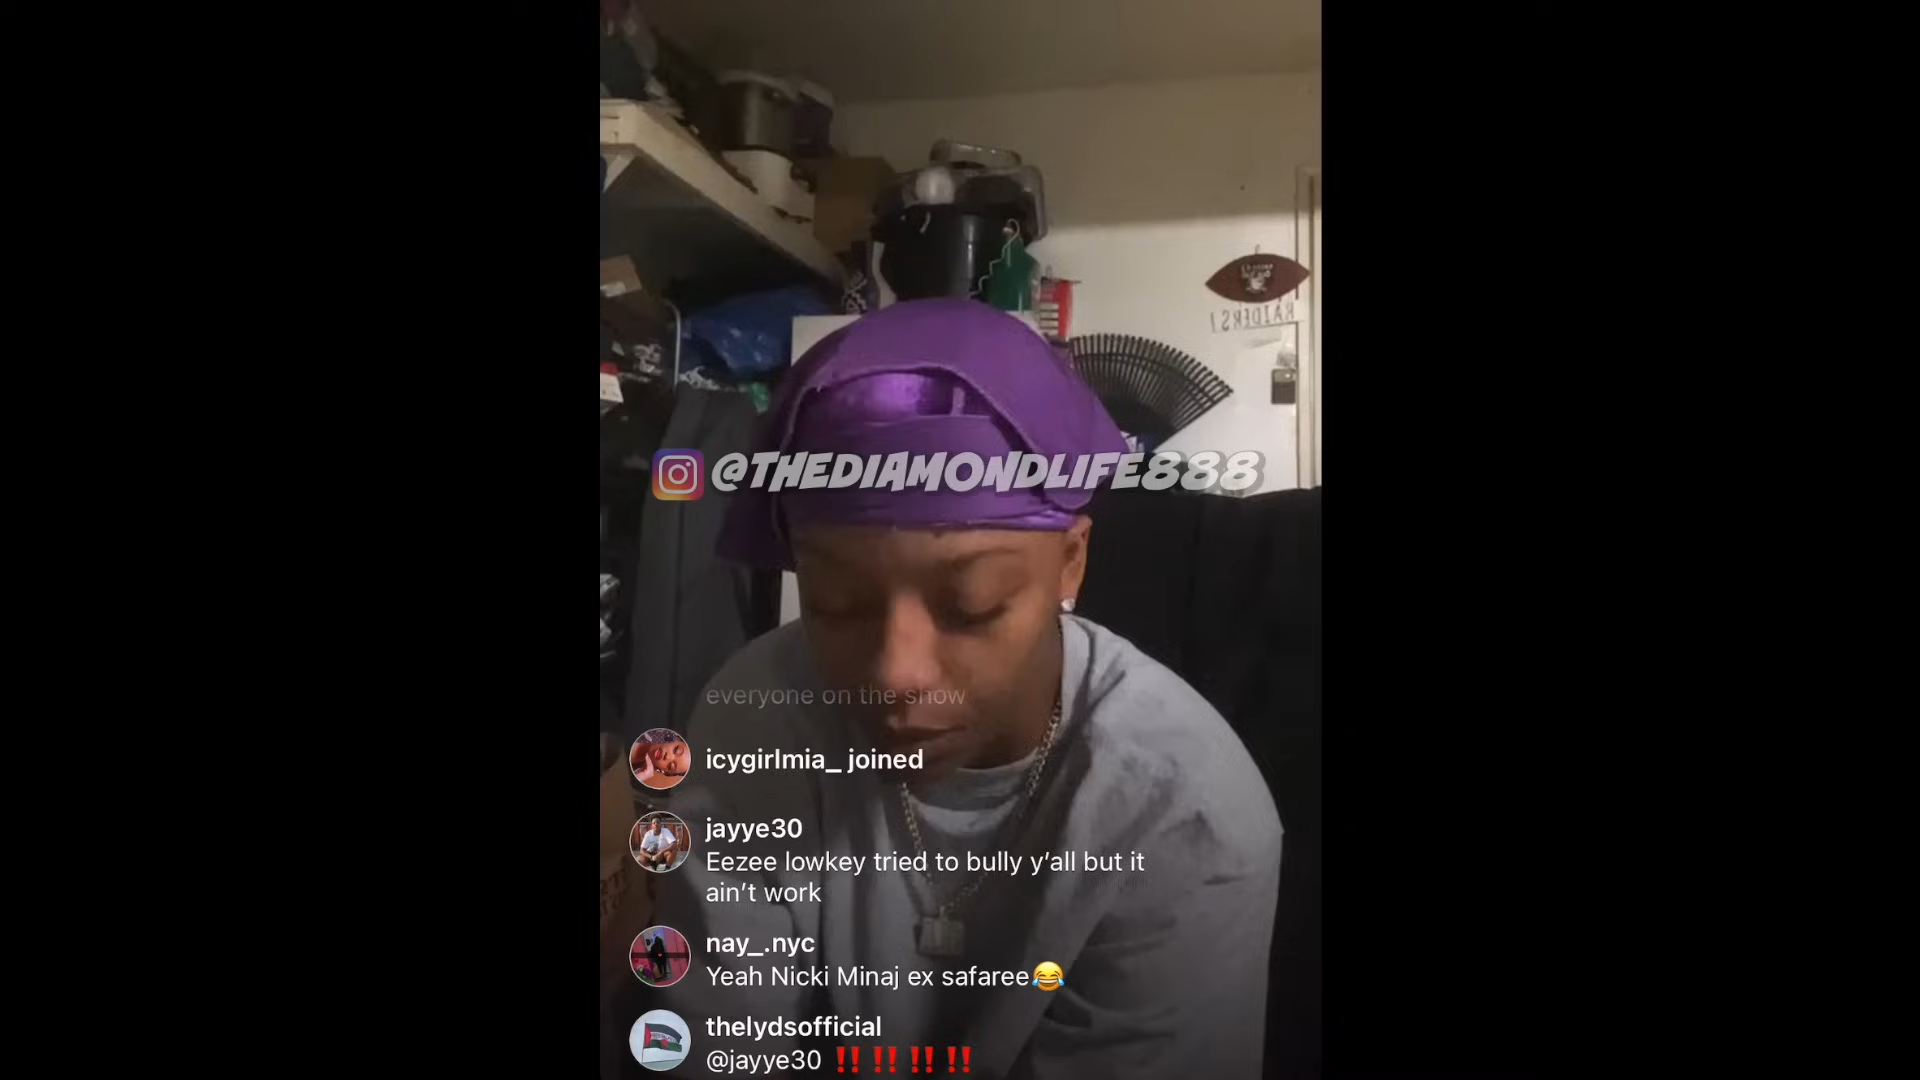 RAIDERS
@THEDIAMONDLIFE888
everyone on the show
icygirlmia_ joined
jayye30
Eezee lowkey tried to bully y’all but it
ain’t work
nay_.nyc
Yeah Nicki Minaj ex safaree😂
thelydsofficial
@jayye30 ‼️ ‼️ ‼️ ‼️